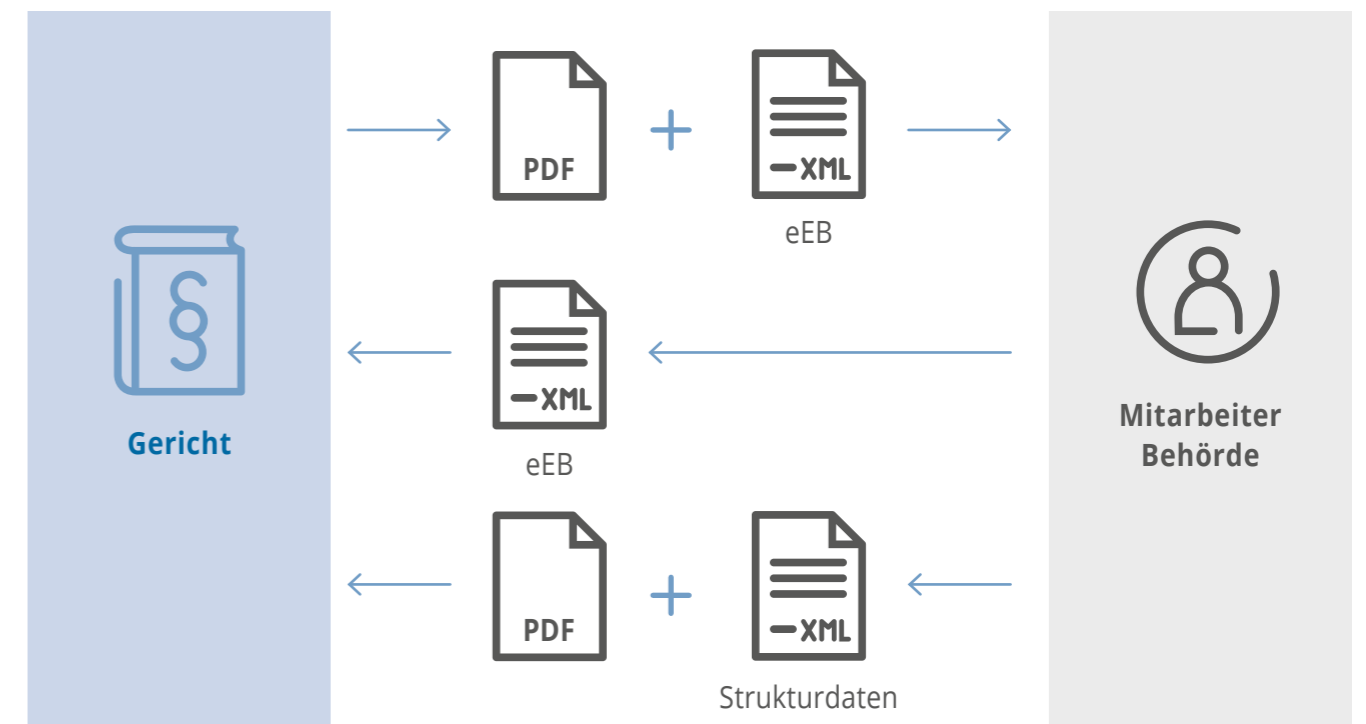 PDF
XML
eEB
Gericht
XML
eEB
Mitarbeiter
Behörde
PDF
XML
Strukturdaten